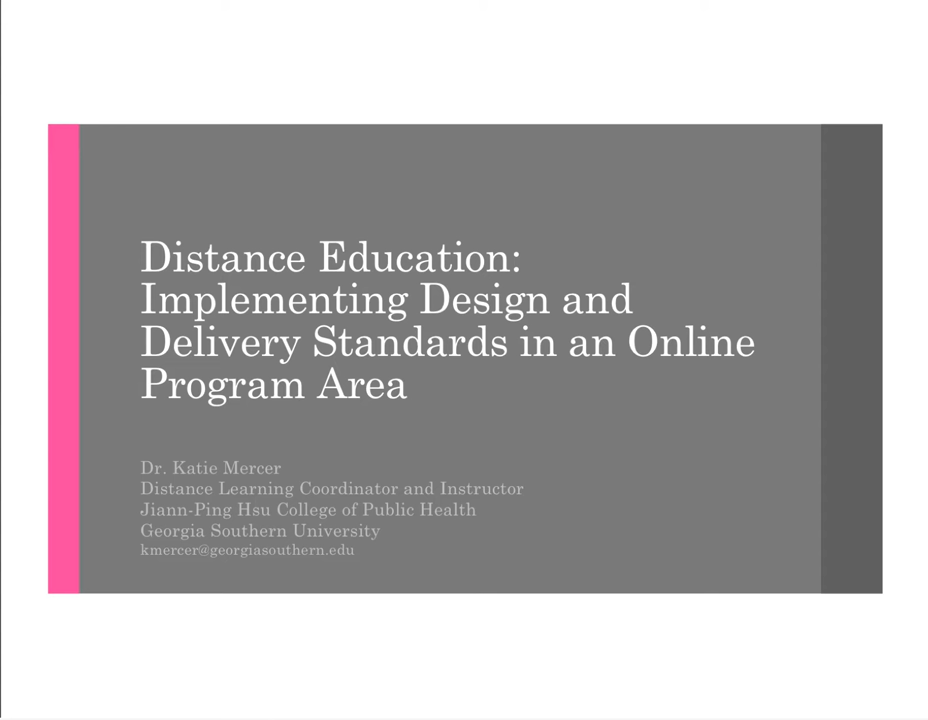 Distance Education:
Implementing Design and
Delivery Standards in an Online
Program Area
Dr. Katie Mercer
Distance Learning Coordinator and Instructor
Jiann-Ping Hsu College of Public Health
Georgia Southern University
kmercer@georgiasouthern.edu